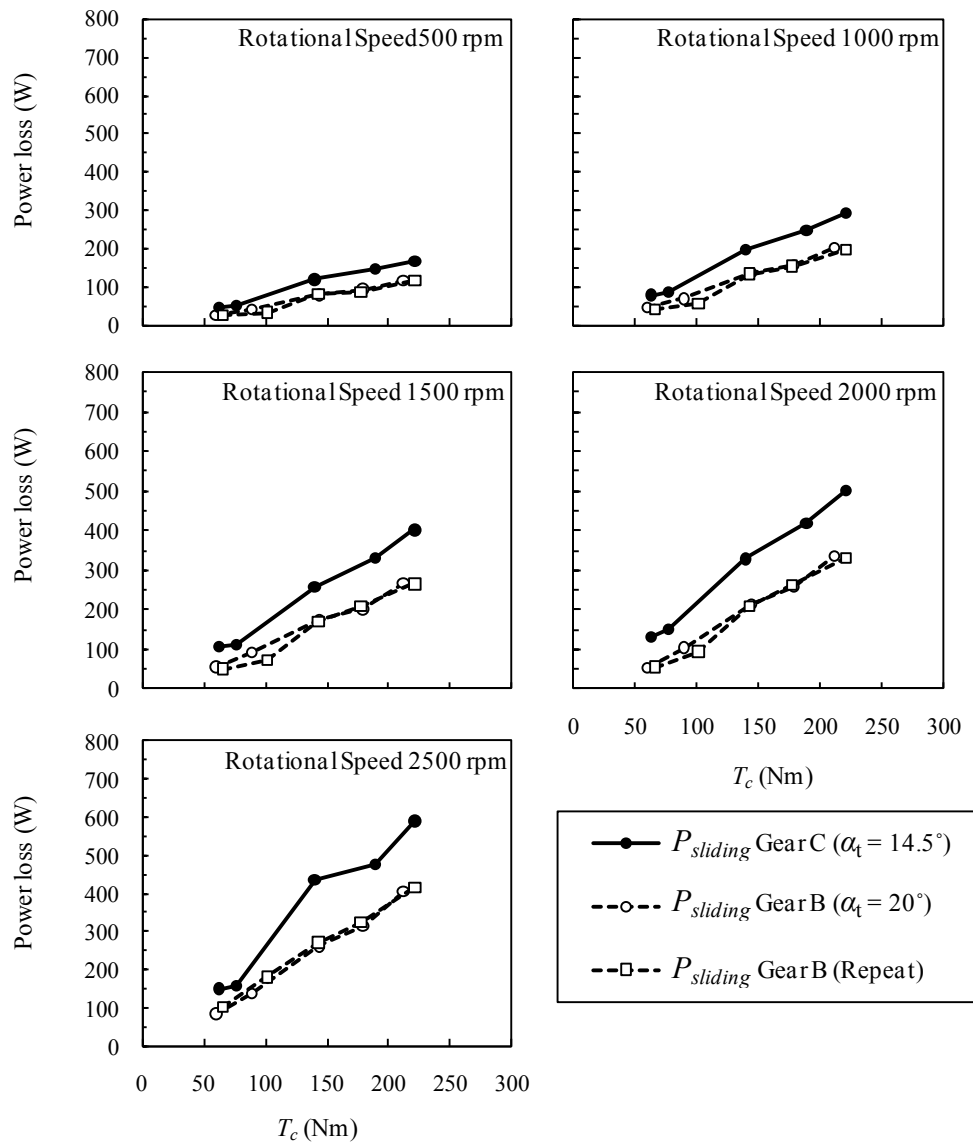 Rotational Speed 500 rpm
Power loss (W)
800
700
600
500
400
300
200
100
0
Rotational Speed 1000 rpm
Rotational Speed 1500 rpm
Power loss (W)
800
700
600
500
400
300
200
100
0
Rotational Speed 2000 rpm
0 50 100 150 200 250 300
T_c (Nm)
Rotational Speed 2500 rpm
Power loss (W)
800
700
600
500
400
300
200
100
0
0 50 100 150 200 250 300
T_c (Nm)
P_sliding Gear C (α_t = 14.5°)
P_sliding Gear B (α_t = 20°)
P_sliding Gear B (Repeat)